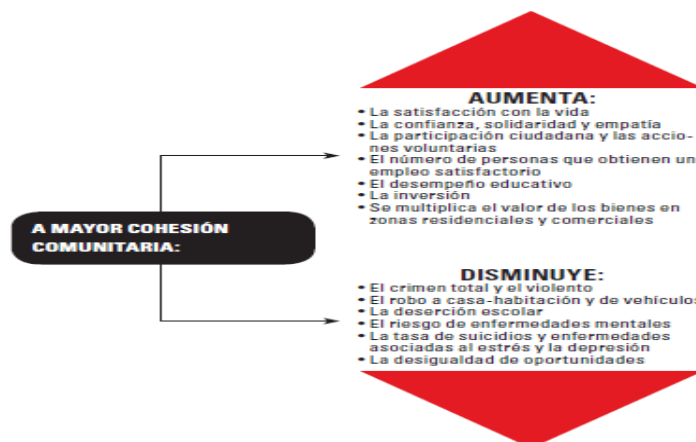 AUMENTA:
• La satisfacción con la vida
• La confianza, solidaridad y empatía
• La participación ciudadana y las accio-
nes voluntarias
• El número de personas que obtienen un
empleo satisfactorio
• El desempeño educativo
• La inversión
• Se multiplica el valor de los bienes en
zonas residenciales y comerciales
A MAYOR COHESIÓN
COMUNITARIA:
DISMINUYE:
• El crimen total y el violento
• El robo a casa-habitación y de vehículos
• La deserción escolar
• El riesgo de enfermedades mentales
• La tasa de suicidios y enfermedades
asociadas al estrés y la depresión
• La desigualdad de oportunidades